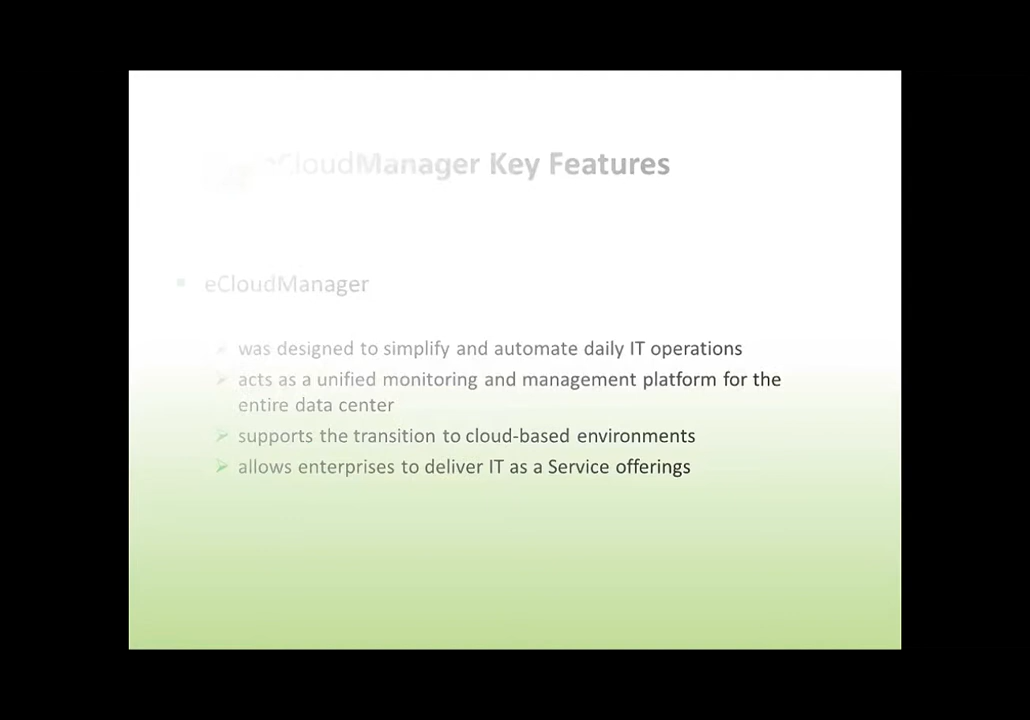 eCloudManager Key Features
eCloudManager
was designed to simplify and automate daily IT operations
acts as a unified monitoring and management platform for the
entire data center
supports the transition to cloud-based environments
allows enterprises to deliver IT as a Service offerings